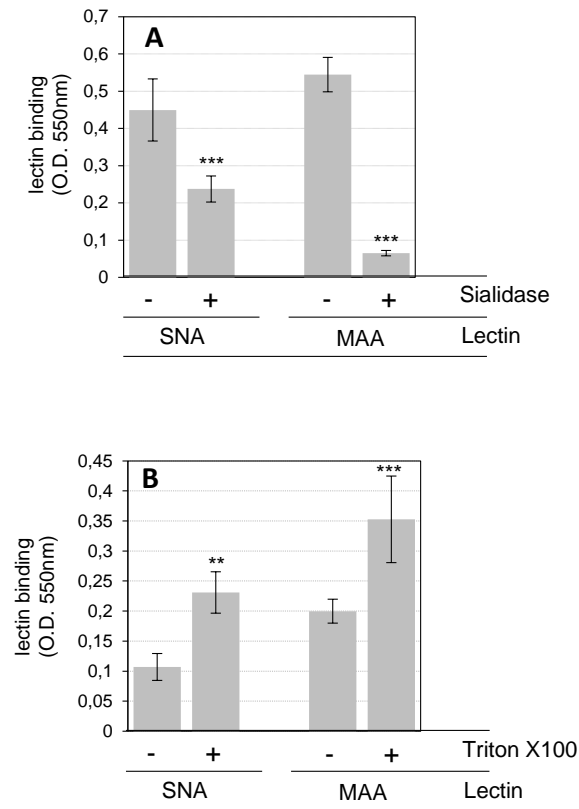 0,7
A
0,6
0,5
0,4
0,3
0,2
0,1
0
lectin binding
(O.D. 550nm)
***
***
- + - + Sialidase
SNA MAA Lectin
0,45
B
0,4
0,35
0,3
0,25
0,2
0,15
0,1
0,05
0
lectin binding
(O.D. 550nm)
**
***
- + - + Triton X100
SNA MAA Lectin